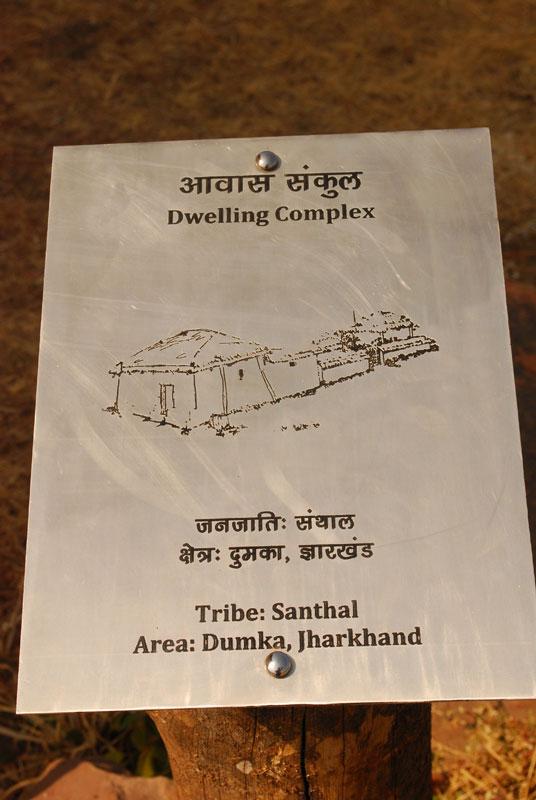 आवास संकुल
Dwelling Complex
जनजातिः संथाल
क्षेत्रः दुमका, झारखंड
Tribe: Santhal
Area: Dumka, Jharkhand